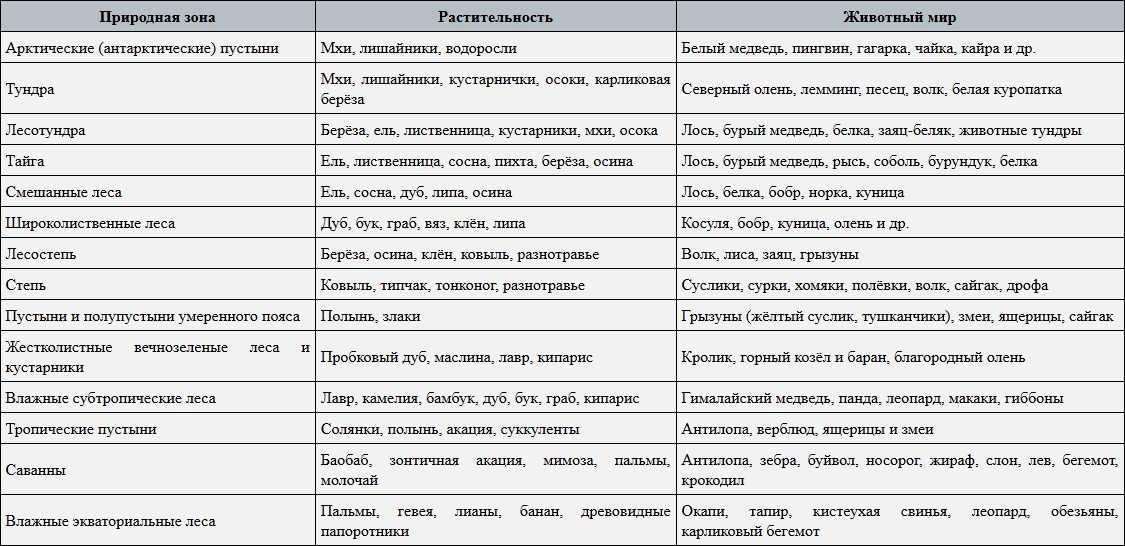 Природная зона Растительность Животный мир
Арктические (антарктические) пустыни Мхи, лишайники, водоросли Белый медведь, пингвин, гагарка, чайка, кайра и др.
Тундра Мхи, лишайники, кустарнички, осоки, карликовая
берёза Северный олень, лемминг, песец, волк, белая куропатка
Лесотундра Берёза, ель, лиственница, кустарники, мхи, осока Лось, бурый медведь, белка, заяц-беляк, животные тундры
Тайга Ель, лиственница, сосна, пихта, берёза, осина Лось, бурый медведь, рысь, соболь, бурундук, белка
Смешанные леса Ель, сосна, дуб, липа, осина Лось, белка, бобр, норка, куница
Широколиственные леса Дуб, бук, граб, вяз, клён, липа Косуля, бобр, куница, олень и др.
Лесостепь Берёза, осина, клён, ковыль, разнотравье Волк, лиса, заяц, грызуны
Степь Ковыль, типчак, тонконог, разнотравье Суслики, сурки, хомяки, полёвки, волк, сайгак, дрофа
Пустыни и полупустыни умеренного пояса Полынь, злаки Грызуны (жёлтый суслик, тушканчики), змеи, ящерицы, сайгак
Жестколистные вечнозеленые леса и
кустарники Пробковый дуб, маслина, лавр, кипарис Кролик, горный козёл и баран, благородный олень
Влажные субтропические леса Лавр, камелия, бамбук, дуб, бук, граб, кипарис Гималайский медведь, панда, леопард, макаки, гиббоны
Тропические пустыни Солянки, полынь, акация, суккуленты Антилопа, верблюд, ящерицы и змеи
Саванны Баобаб, зонтичная акация, мимоза, пальмы,
молочай Антилопа, зебра, буйвол, носорог, жираф, слон, лев, бегемот,
крокодил
Влажные экваториальные леса Пальмы, гевея, лианы, банан, древовидные
папоротники Окапи, тапир, кистеухая свинья, леопард, обезьяны,
карликовый бегемот